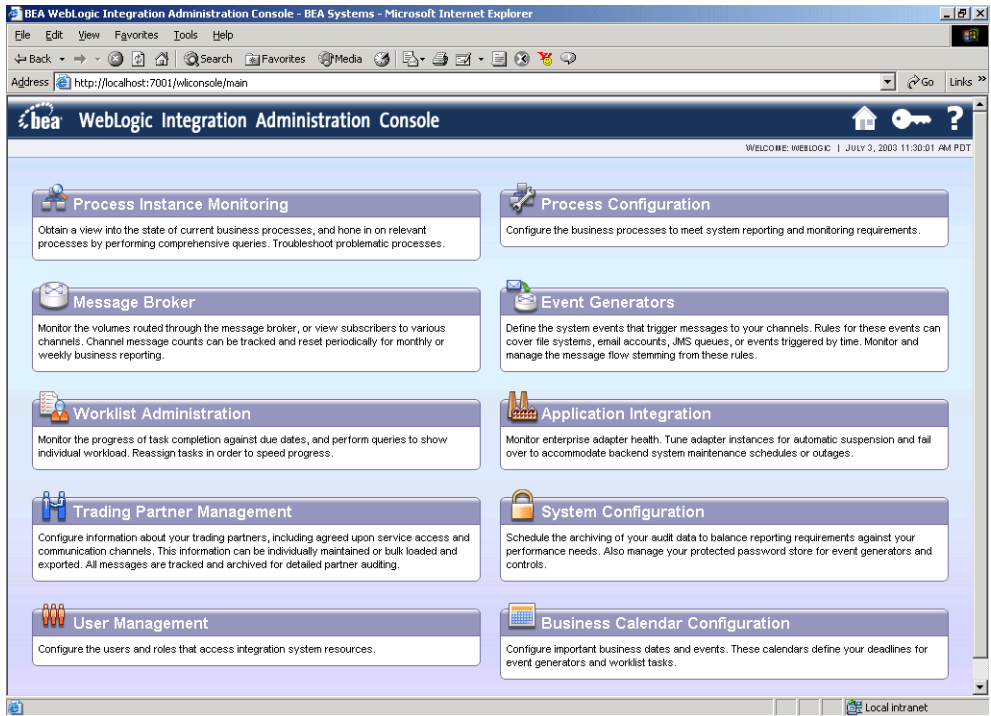 BEA WebLogic Integration Administration Console - BEA Systems - Microsoft Internet Explorer
File Edit View Favorites Tools Help
Back Search Favorites Media
Address http://localhost:7001/wliconsole/main Go Links »
bea WebLogic Integration Administration Console ?
WELCOME: WEBLOGIC | JULY 3, 2003 11:30:01 AM PDT
Process Instance Monitoring
Obtain a view into the state of current business processes, and hone in on relevant
processes by performing comprehensive queries. Troubleshoot problematic processes.
Process Configuration
Configure the business processes to meet system reporting and monitoring requirements.
Message Broker
Monitor the volumes routed through the message broker, or view subscribers to various
channels. Channel message counts can be tracked and reset periodically for monthly or
weekly business reporting.
Event Generators
Define the system events that trigger messages to your channels. Rules for these events can
cover file systems, email accounts, JMS queues, or events triggered by time. Monitor and
manage the message flow stemming from these rules.
Worklist Administration
Monitor the progress of task completion against due dates, and perform queries to show
individual workload. Reassign tasks in order to speed progress.
Application Integration
Monitor enterprise adapter health. Tune adapter instances for automatic suspension and fail
over to accommodate backend system maintenance schedules or outages.
Trading Partner Management
Configure information about your trading partners, including agreed upon service access and
communication channels. This information can be individually maintained or bulk loaded and
exported. All messages are tracked and archived for detailed partner auditing.
System Configuration
Schedule the archiving of your audit data to balance reporting requirements against your
performance needs. Also manage your protected password store for event generators and
controls.
User Management
Configure the users and roles that access integration system resources.
Business Calendar Configuration
Configure important business dates and events. These calendars define your deadlines for
event generators and worklist tasks.
Local intranet